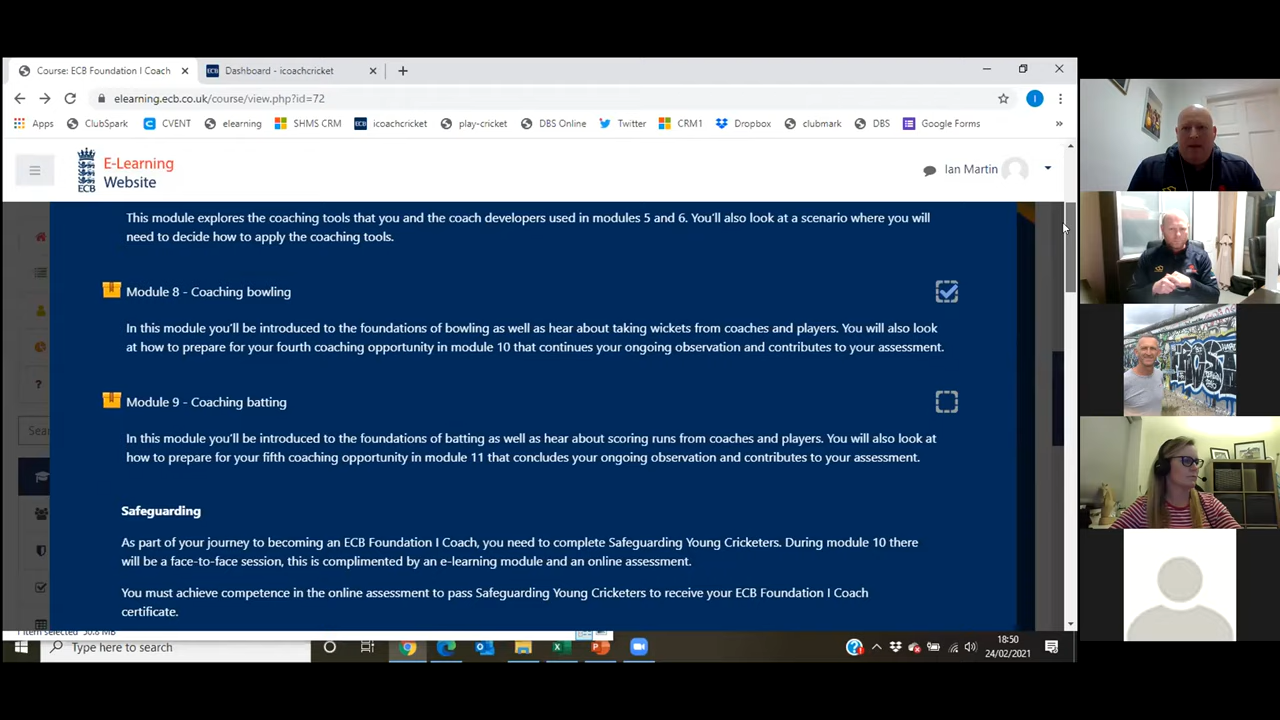 Course: ECB Foundation I Coach
Dashboard - icoachcricket
elearning.ecb.co.uk/course/view.php?id=72
Apps ClubSpark CVENT elearning SHMS CRM icoachcricket play-cricket DBS Online Twitter CRM1 Dropbox clubmark DBS Google Forms »
ECB
E-Learning
Website
Ian Martin
This module explores the coaching tools that you and the coach developers used in modules 5 and 6. You'll also look at a scenario where you will
need to decide how to apply the coaching tools.
Module 8 - Coaching bowling
In this module you'll be introduced to the foundations of bowling as well as hear about taking wickets from coaches and players. You will also look
at how to prepare for your fourth coaching opportunity in module 10 that continues your ongoing observation and contributes to your assessment.
Module 9 - Coaching batting
In this module you'll be introduced to the foundations of batting as well as hear about scoring runs from coaches and players. You will also look at
how to prepare for your fifth coaching opportunity in module 11 that concludes your ongoing observation and contributes to your assessment.
Sear
Safeguarding
As part of your journey to becoming an ECB Foundation I Coach, you need to complete Safeguarding Young Cricketers. During module 10 there
will be a face-to-face session, this is complimented by an e-learning module and an online assessment.
You must achieve competence in the online assessment to pass Safeguarding Young Cricketers to receive your ECB Foundation I Coach
certificate.
1 item selected 50.8 MB
Type here to search
18:50
24/02/2021